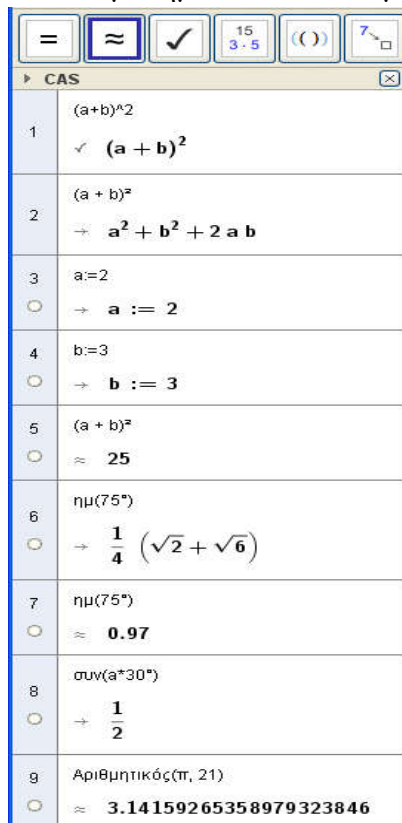 = ≈ ✓ 15 3·5 (( )) 7
CAS
1
(a+b)^2
✓ (a + b)²
2
(a + b)²
→ a² + b² + 2 a b
3
a:=2
→ a := 2
4
b:=3
→ b := 3
5
(a + b)²
≈ 25
6
ημ(75°)
→ 1/4 (√2 + √6)
7
ημ(75°)
≈ 0.97
8
συν(a*30°)
→ 1/2
9
Αριθμητικός(π, 21)
≈ 3.14159265358979323846